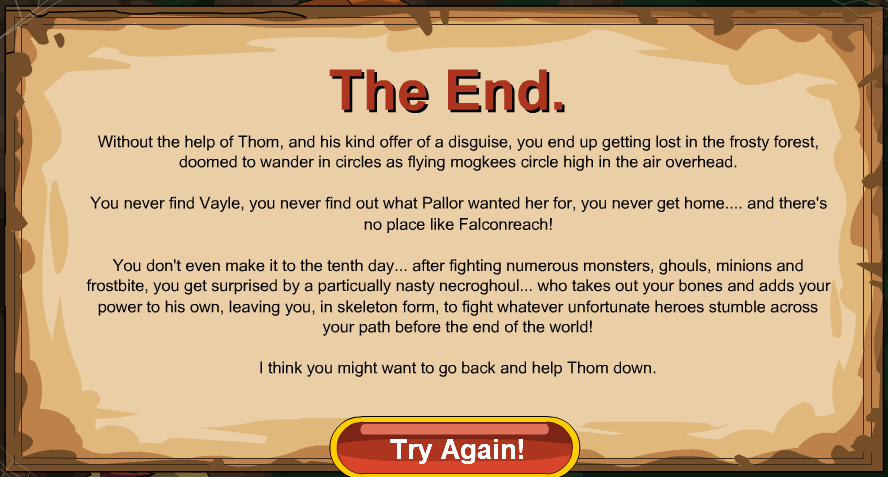 The End.
Without the help of Thom, and his kind offer of a disguise, you end up getting lost in the frosty forest,
doomed to wander in circles as flying mogkees circle high in the air overhead.
You never find Vayle, you never find out what Pallor wanted her for, you never get home.... and there's
no place like Falconreach!
You don't even make it to the tenth day... after fighting numerous monsters, ghouls, minions and
frostbite, you get surprised by a particually nasty necroghoul... who takes out your bones and adds your
power to his own, leaving you, in skeleton form, to fight whatever unfortunate heroes stumble across
your path before the end of the world!
I think you might want to go back and help Thom down.
Try Again!